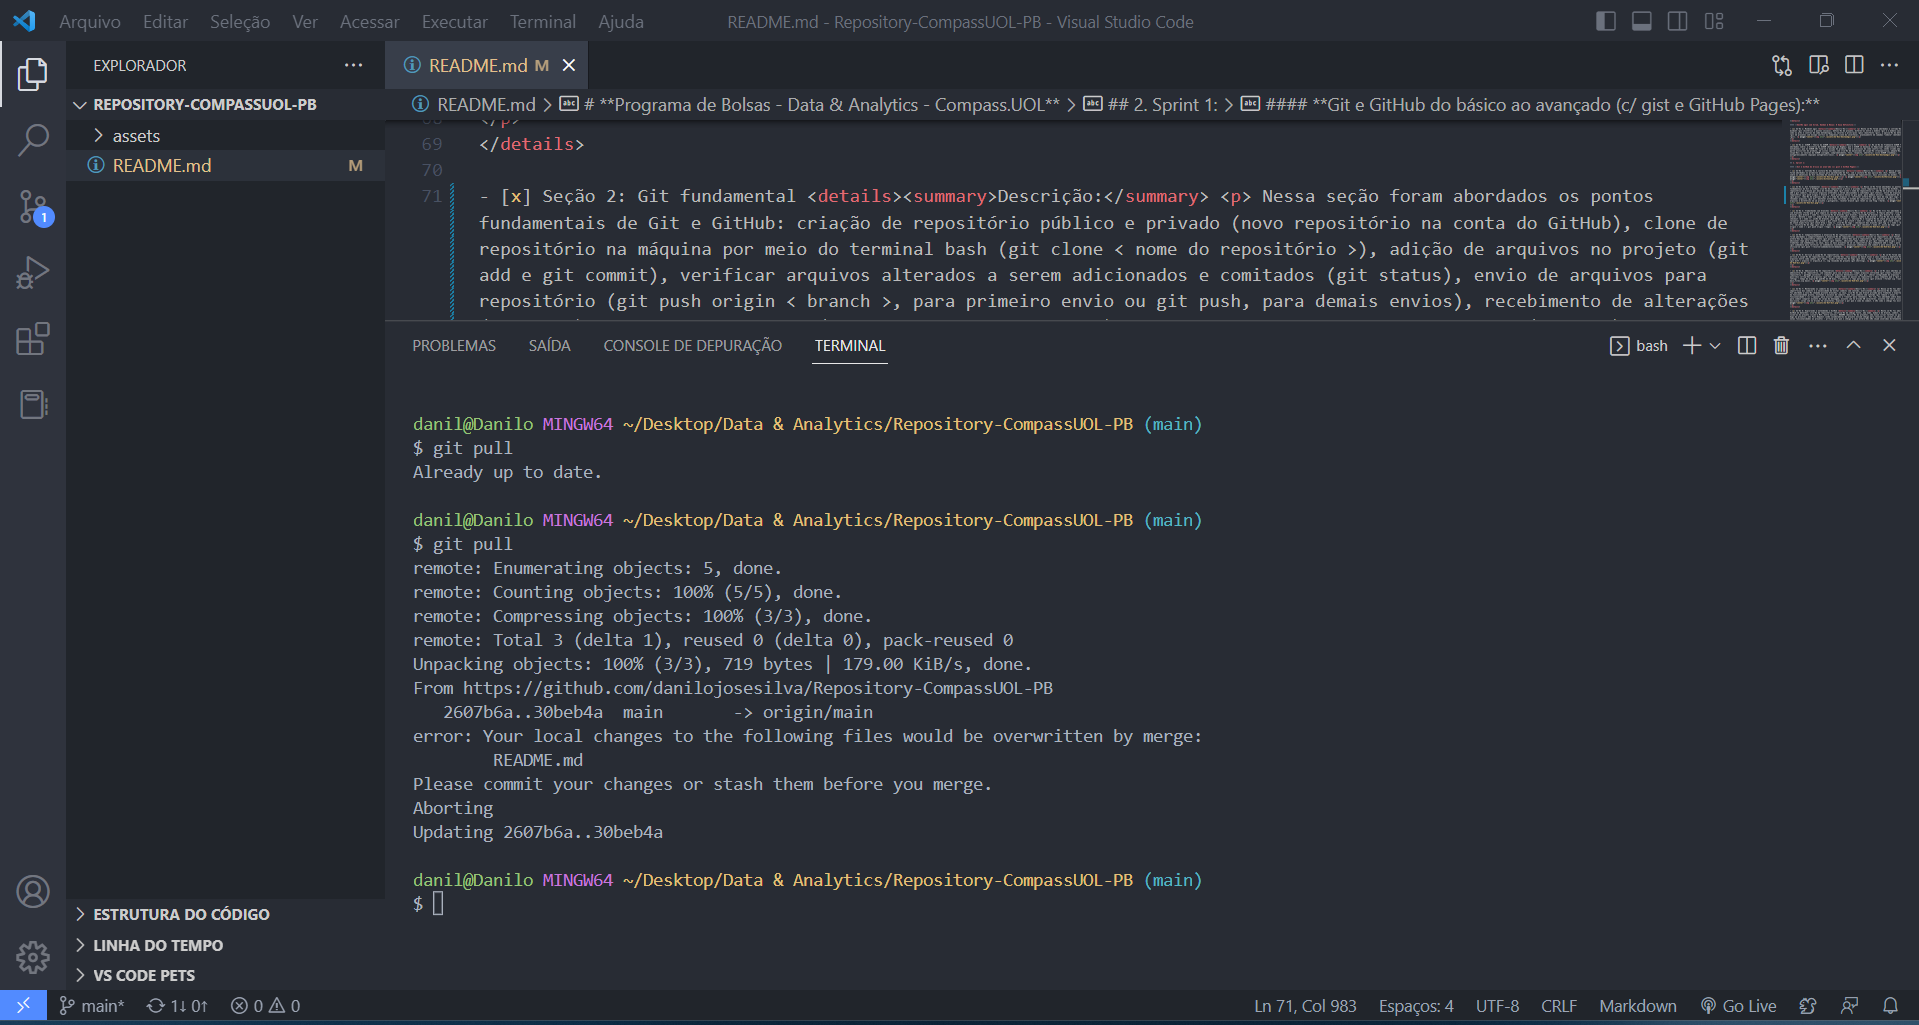 Arquivo Editar Seleção Ver Acessar Executar Terminal Ajuda
README.md - Repository-CompassUOL-PB - Visual Studio Code
EXPLORADOR
README.md M
REPOSITORY-COMPASSUOL-PB
README.md > # **Programa de Bolsas - Data & Analytics - Compass.UOL** > ## 2. Sprint 1: > #### **Git e GitHub do básico ao avançado (c/ gist e GitHub Pages):**
assets
README.md M
1
68 </p>
69 </details>
70
71 - [x] Seção 2: Git fundamental <details><summary>Descrição:</summary> <p> Nessa seção foram abordados os pontos
fundamentais de Git e GitHub: criação de repositório público e privado (novo repositório na conta do GitHub), clone de
repositório na máquina por meio do terminal bash (git clone < nome do repositório >), adição de arquivos no projeto (git
add e git commit), verificar arquivos alterados a serem adicionados e comitados (git status), envio de arquivos para
repositório (git push origin < branch >, para primeiro envio ou git push, para demais envios), recebimento de alterações
PROBLEMAS SAÍDA CONSOLE DE DEPURAÇÃO TERMINAL
bash
danil@Danilo MINGW64 ~/Desktop/Data & Analytics/Repository-CompassUOL-PB (main)
$ git pull
Already up to date.
danil@Danilo MINGW64 ~/Desktop/Data & Analytics/Repository-CompassUOL-PB (main)
$ git pull
remote: Enumerating objects: 5, done.
remote: Counting objects: 100% (5/5), done.
remote: Compressing objects: 100% (3/3), done.
remote: Total 3 (delta 1), reused 0 (delta 0), pack-reused 0
Unpacking objects: 100% (3/3), 719 bytes | 179.00 KiB/s, done.
From https://github.com/danilojosesilva/Repository-CompassUOL-PB
2607b6a..30beb4a main -> origin/main
error: Your local changes to the following files would be overwritten by merge:
README.md
Please commit your changes or stash them before you merge.
Aborting
Updating 2607b6a..30beb4a
danil@Danilo MINGW64 ~/Desktop/Data & Analytics/Repository-CompassUOL-PB (main)
$
ESTRUTURA DO CÓDIGO
LINHA DO TEMPO
VS CODE PETS
main* 1↓ 0↑ 0 0
Ln 71, Col 983 Espaços: 4 UTF-8 CRLF Markdown Go Live